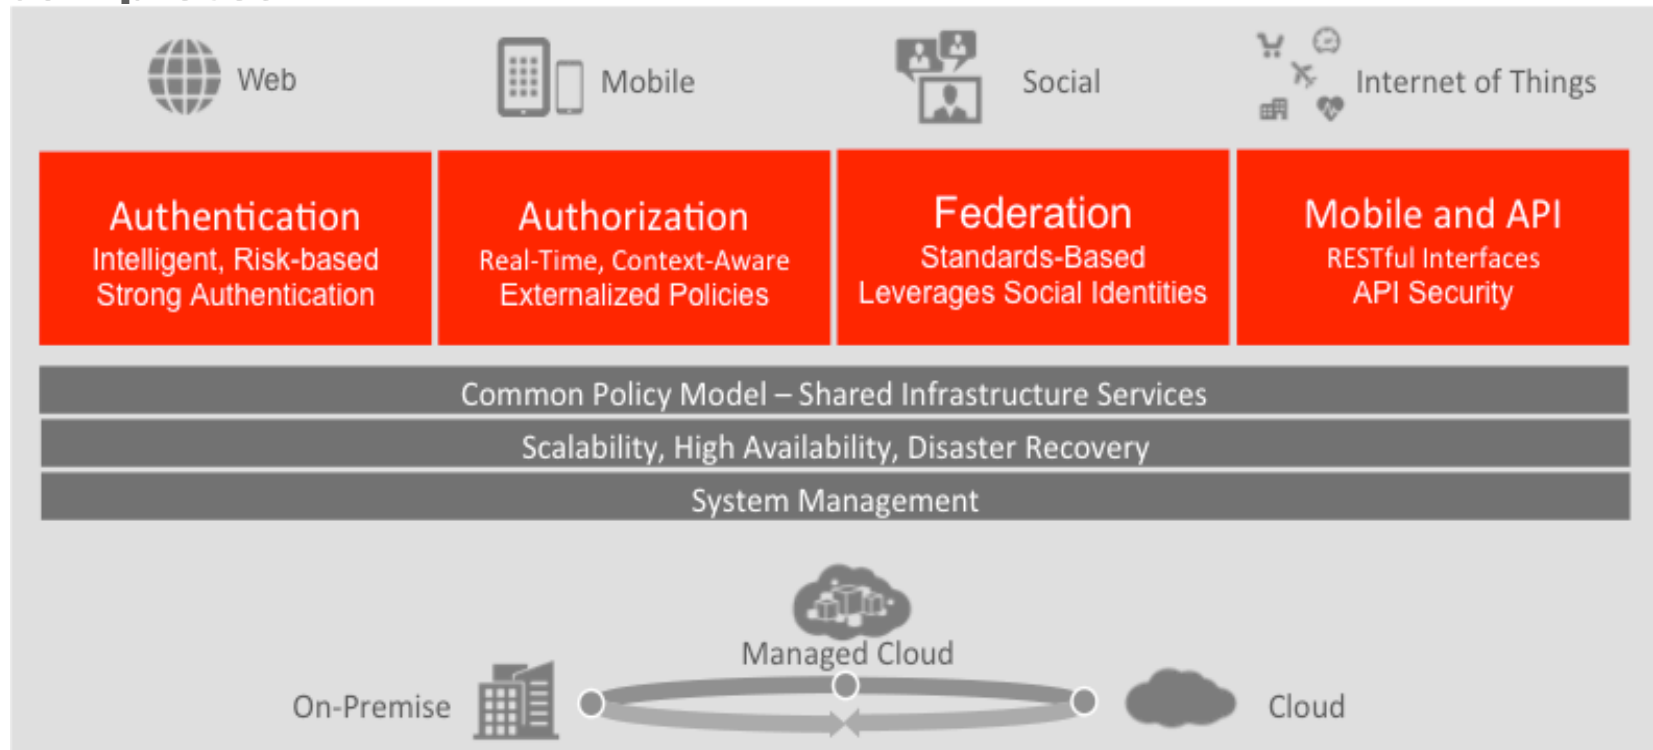 Web
Mobile
Social
Internet of Things
Authentication
Intelligent, Risk-based
Strong Authentication
Authorization
Real-Time, Context-Aware
Externalized Policies
Federation
Standards-Based
Leverages Social Identities
Mobile and API
RESTful Interfaces
API Security
Common Policy Model – Shared Infrastructure Services
Scalability, High Availability, Disaster Recovery
System Management
Managed Cloud
On-Premise
Cloud